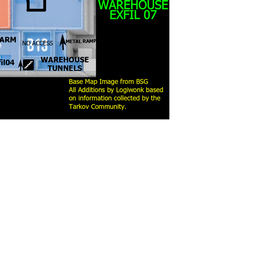 WAREHOUSE
EXFIL 07
ARM
NO ACCESS
B13
METAL RAMP
il04
WAREHOUSE
TUNNELS
Base Map Image from BSG
All Additions by Logiwonk based
on information collected by the
Tarkov Community.